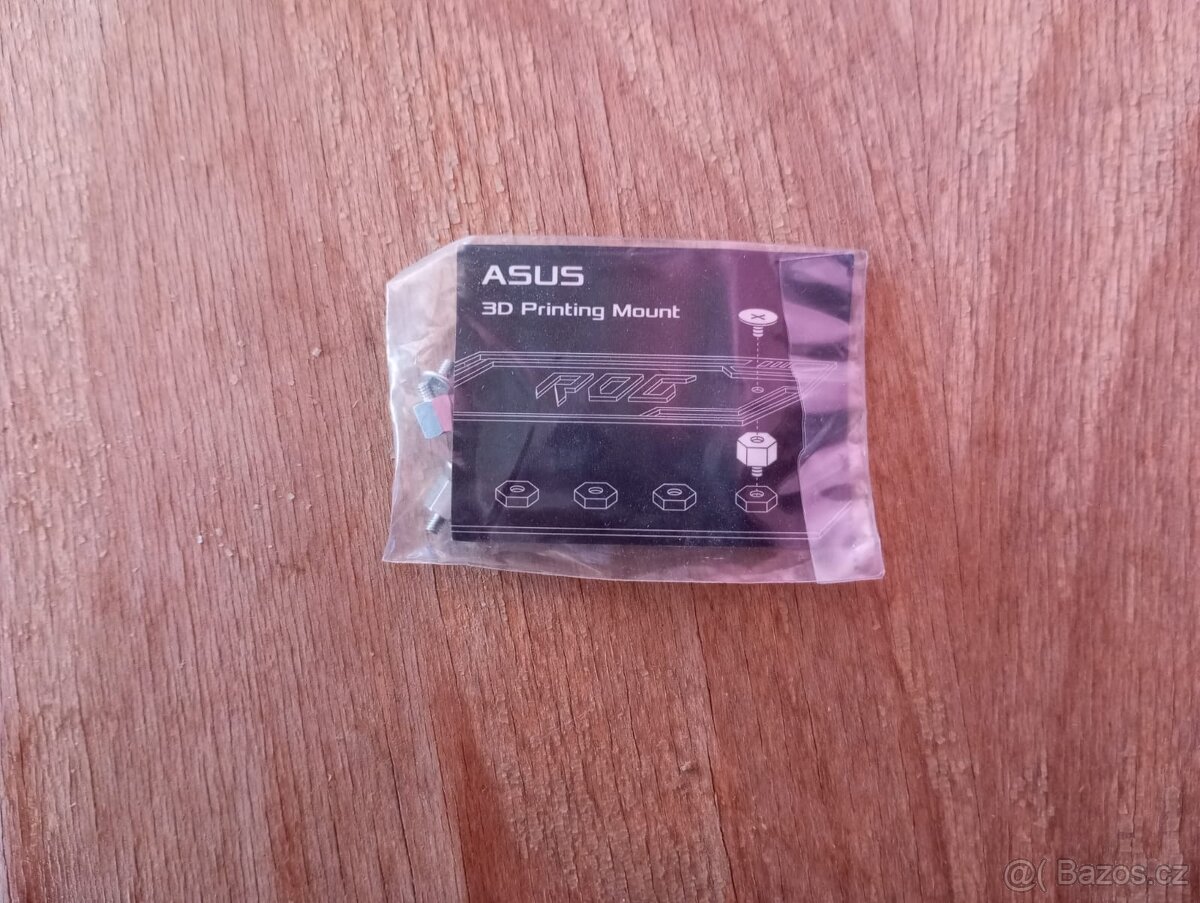 ASUS
3D Printing Mount
ROG
@( Bazos.cz